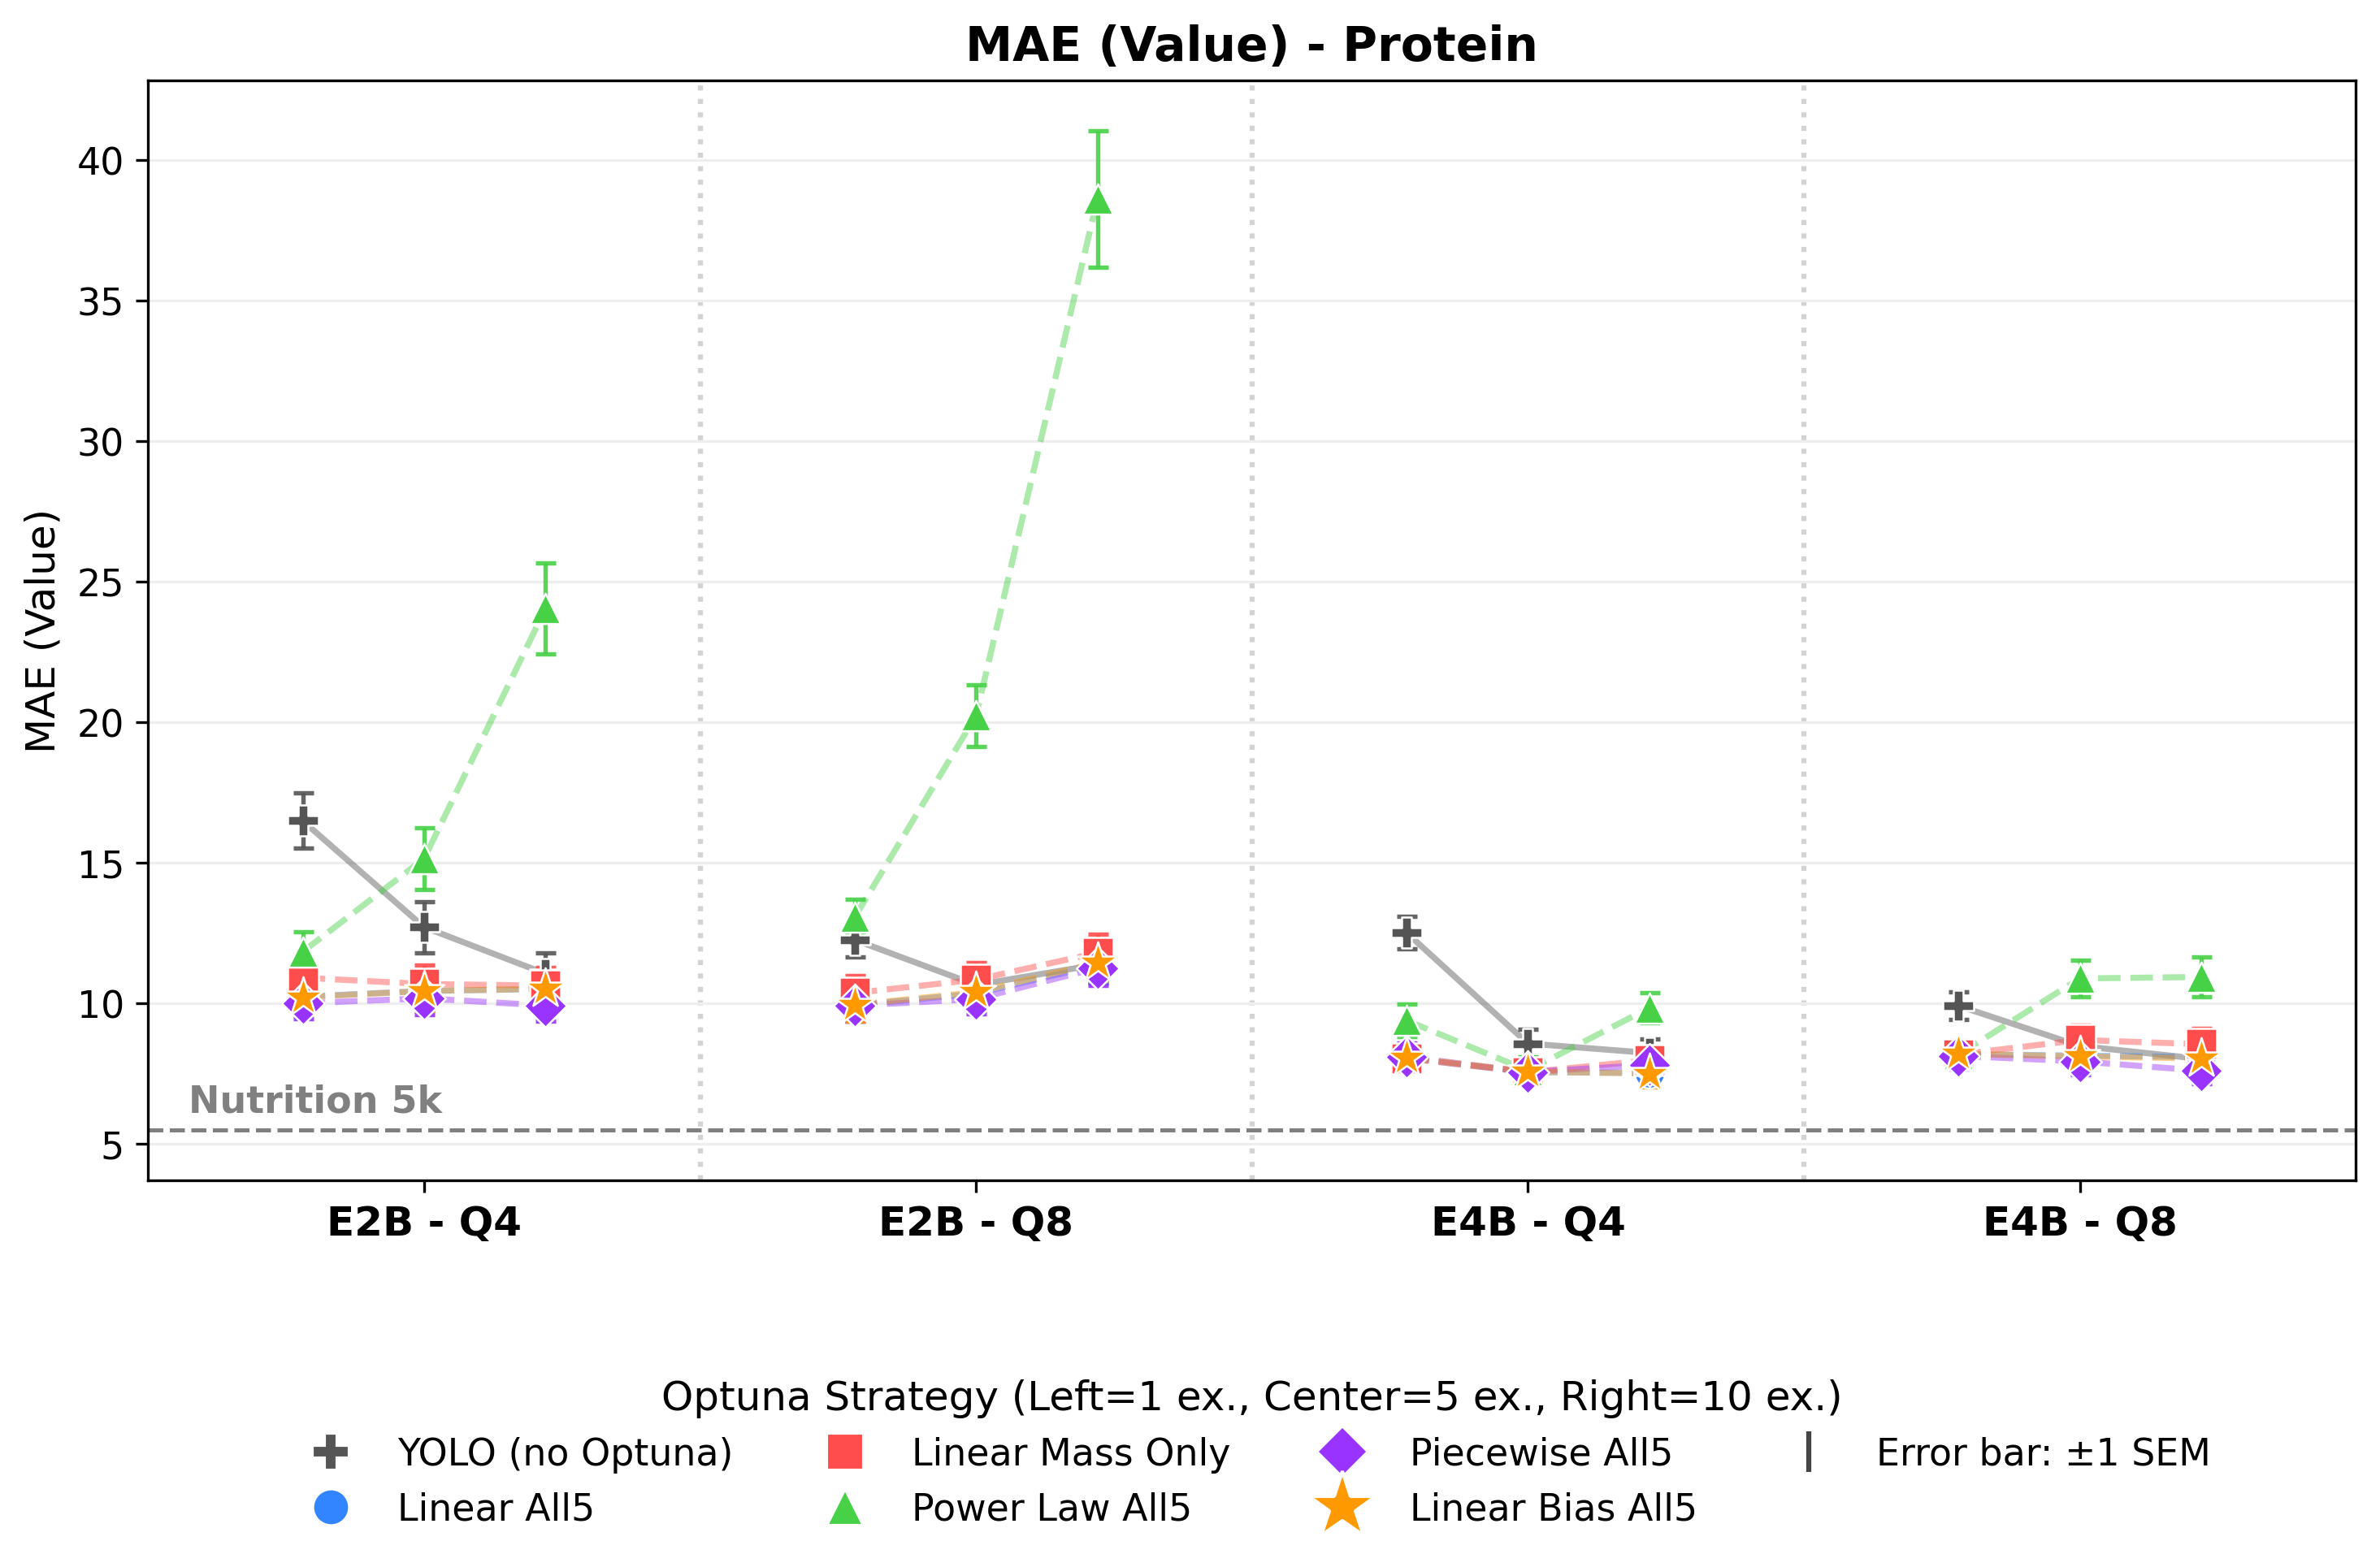 MAE (Value) - Protein
MAE (Value)
40
35
30
25
20
15
10
5
Nutrition 5k
E2B - Q4
E2B - Q8
E4B - Q4
E4B - Q8
Optuna Strategy (Left=1 ex., Center=5 ex., Right=10 ex.)
YOLO (no Optuna)
Linear All5
Linear Mass Only
Power Law All5
Piecewise All5
Linear Bias All5
Error bar: ±1 SEM